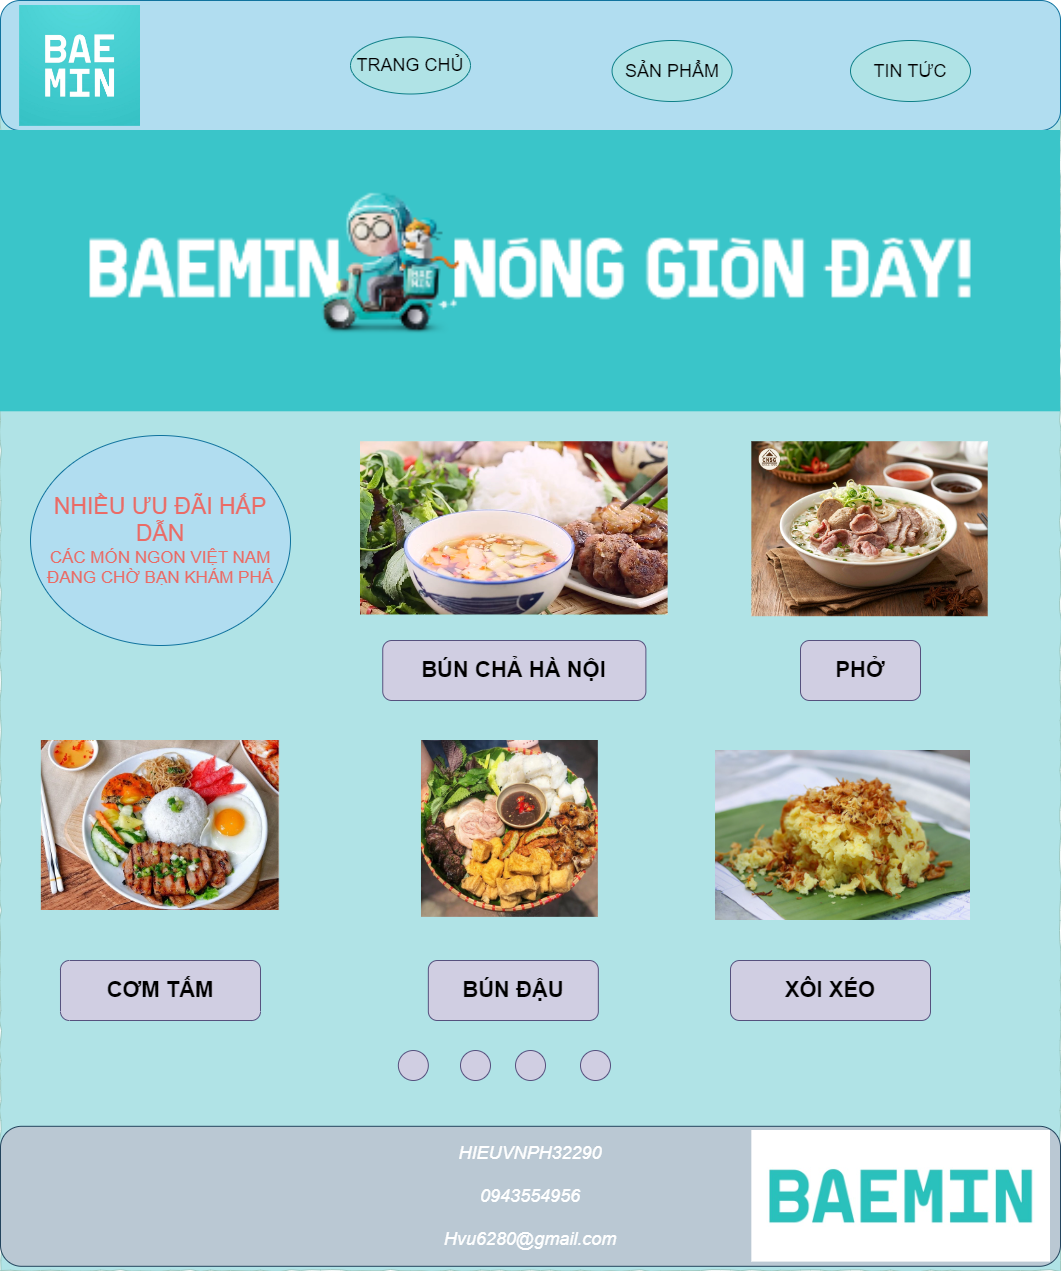 BAE
MIN
TRANG CHỦ
SẢN PHẨM
TIN TỨC
BAEMIN NÓNG GIÒN ĐÂY!
BAE
MIN
NHIỀU ƯU ĐÃI HẤP
DẪN
CÁC MÓN NGON VIỆT NAM
ĐANG CHỜ BẠN KHÁM PHÁ
BÚN CHẢ HÀ NỘI
PHỞ
CƠM TẤM
BÚN ĐẬU
XÔI XÉO
HIEUVNPH32290
0943554956
Hvu6280@gmail.com
BAEMIN